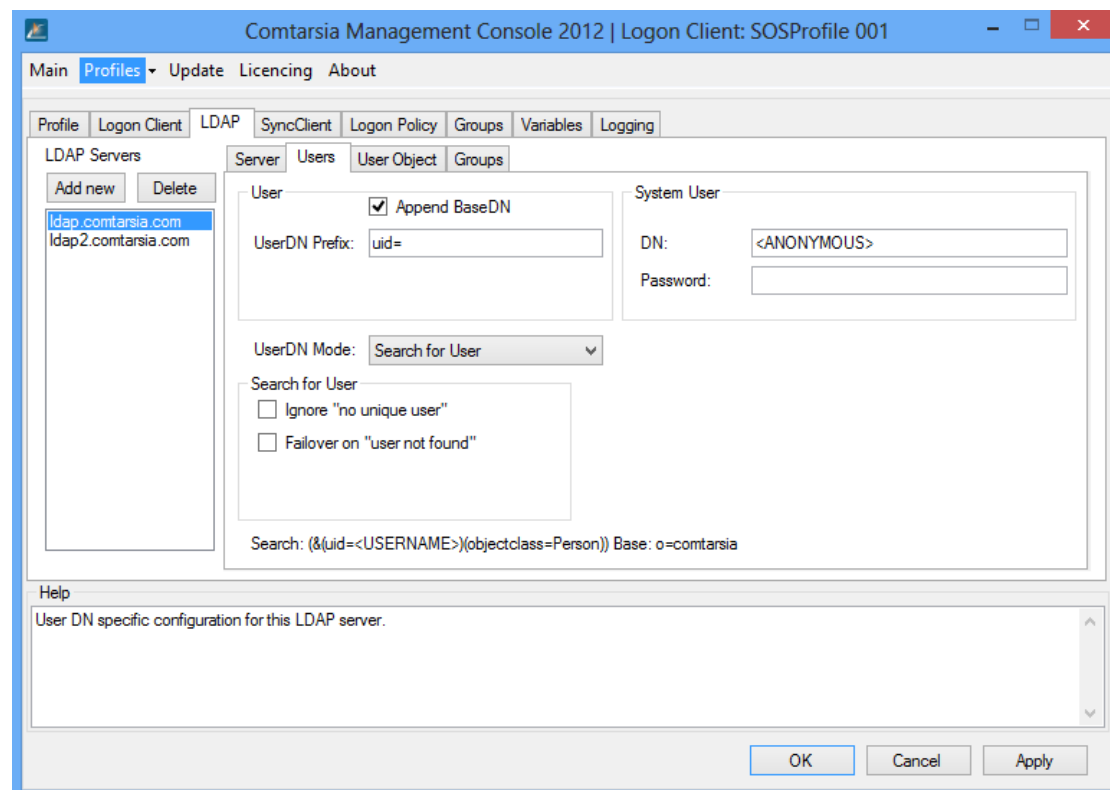 Comtarsia Management Console 2012 | Logon Client: SOSProfile 001
Main Profiles Update Licencing About
Profile Logon Client LDAP SyncClient Logon Policy Groups Variables Logging
LDAP Servers
Add new Delete
ldap.comtarsia.com
ldap2.comtarsia.com
Server Users User Object Groups
User
Append BaseDN
UserDN Prefix: uid=
System User
DN: <ANONYMOUS>
Password:
UserDN Mode: Search for User
Search for User
Ignore "no unique user"
Failover on "user not found"
Search: (&(uid=<USERNAME>)(objectclass=Person)) Base: o=comtarsia
Help
User DN specific configuration for this LDAP server.
OK Cancel Apply